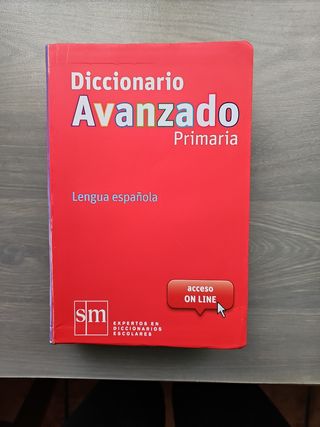 Diccionario
Avanzado
Primaria
Lengua española
acceso
ON LINE
sm
EXPERTOS EN
DICCIONARIOS
ESCOLARES